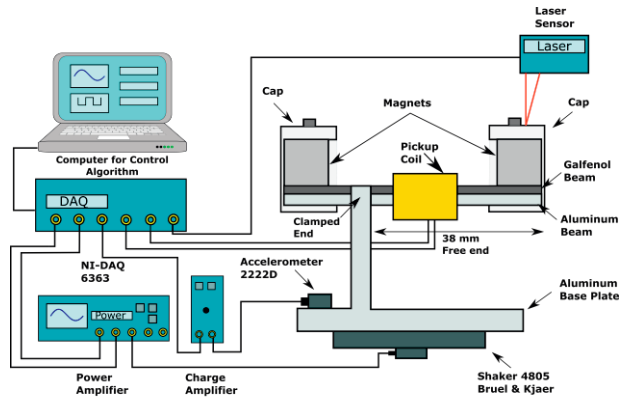 Laser
Sensor
Laser
Cap
Magnets
Cap
Pickup
Coil
Computer for Control
Algorithm
Galfenol
Beam
DAQ
Clamped
End
Aluminum
Beam
38 mm
Free end
NI-DAQ
6363
Accelerometer
2222D
Aluminum
Base Plate
Power
Power
Amplifier
Charge
Amplifier
Shaker 4805
Bruel & Kjaer